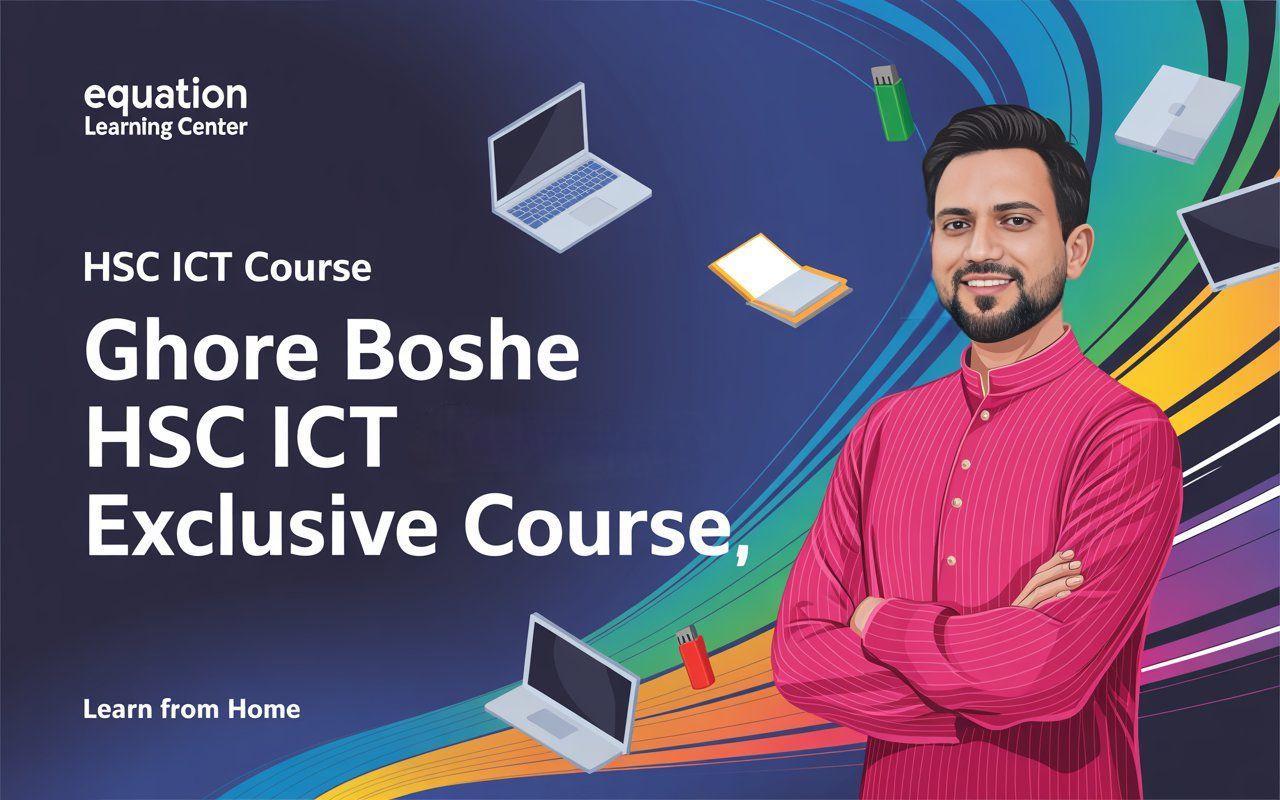 equation
Learning Center
HSC ICT Course
Ghore Boshe
HSC ICT
Exclusive Course,
Learn from Home